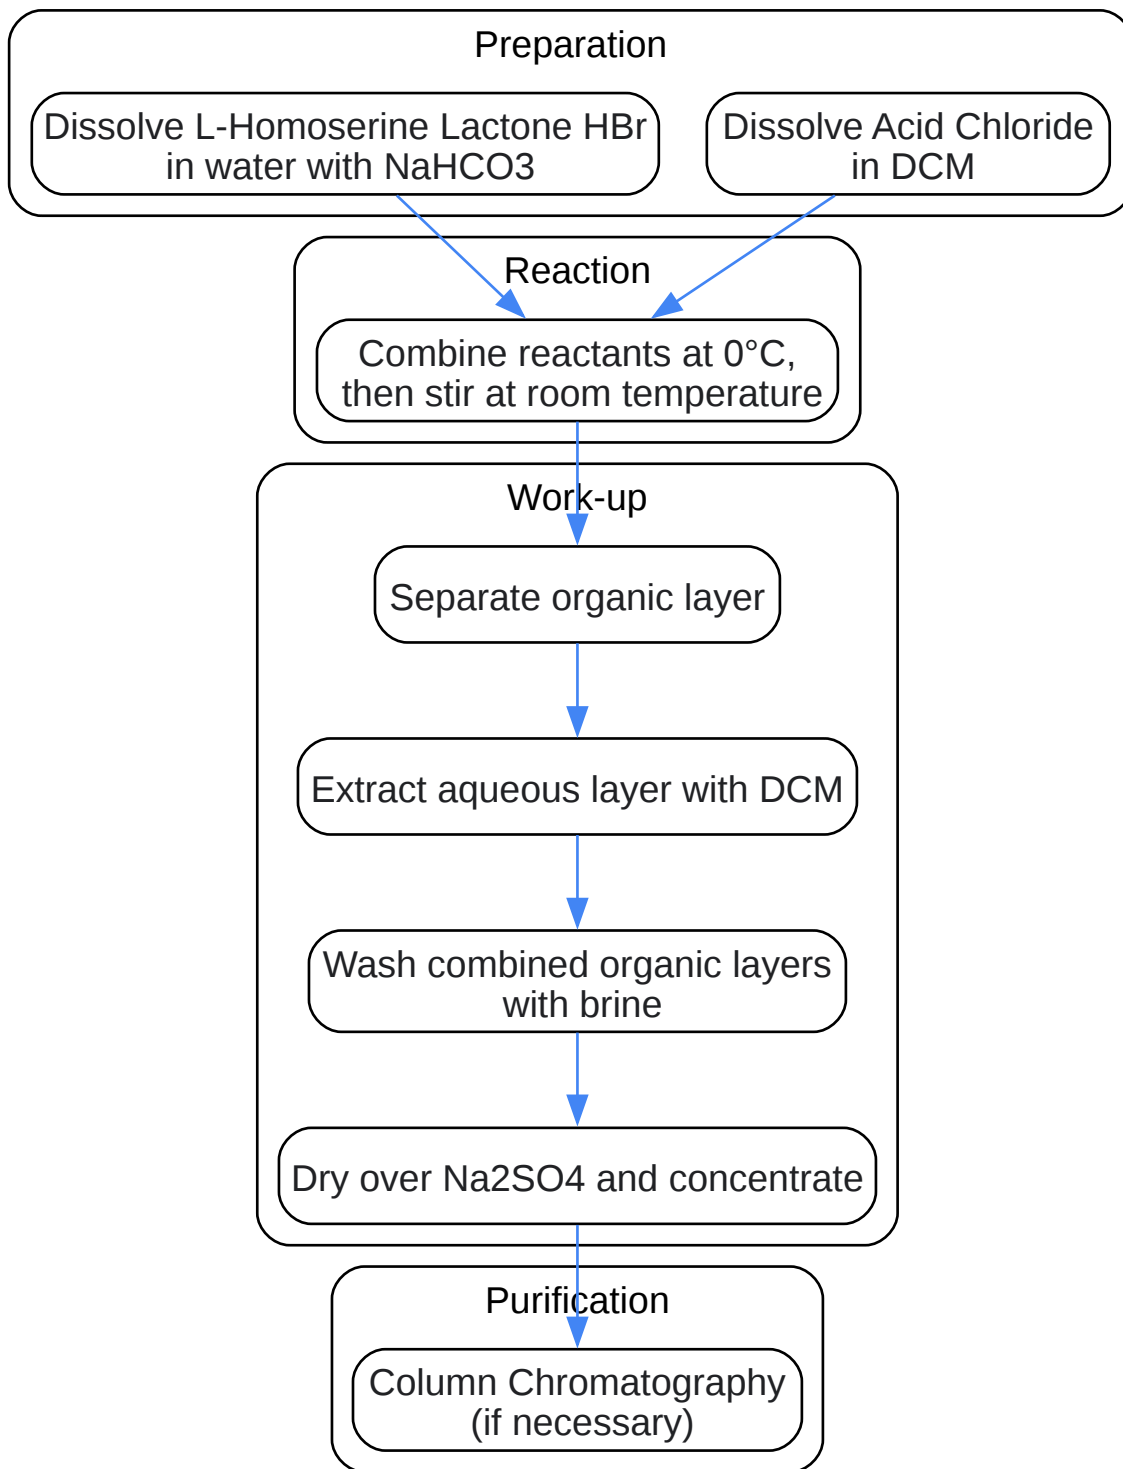 Preparation
Dissolve L-Homoserine Lactone HBr
in water with NaHCO3
Dissolve Acid Chloride
in DCM
Reaction
Combine reactants at 0°C,
then stir at room temperature
Work-up
Separate organic layer
Extract aqueous layer with DCM
Wash combined organic layers
with brine
Dry over Na2SO4 and concentrate
Purification
Column Chromatography
(if necessary)